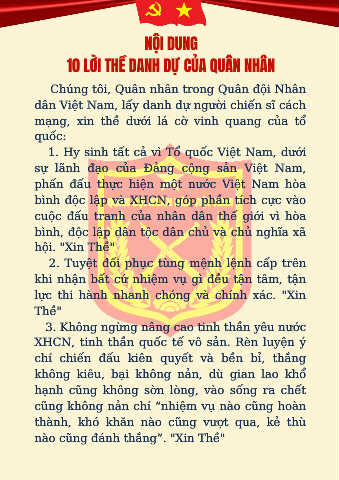 NỘI DUNG
10 LỜI THỀ DANH DỰ CỦA QUÂN NHÂN
Chúng tôi, Quân nhân trong Quân đội Nhân
dân Việt Nam, lấy danh dự người chiến sĩ cách
mạng, xin thề dưới lá cờ vinh quang của tổ
quốc:
1. Hy sinh tất cả vì Tổ quốc Việt Nam, dưới
sự lãnh đạo của Đảng cộng sản Việt Nam,
phấn đấu thực hiện một nước Việt Nam hòa
bình độc lập và XHCN, góp phần tích cực vào
cuộc đấu tranh của nhân dân thế giới vì hòa
bình, độc lập dân tộc dân chủ và chủ nghĩa xã
hội. "Xin Thề"
2. Tuyệt đối phục tùng mệnh lệnh cấp trên
khi nhận bất cứ nhiệm vụ gì đều tận tâm, tận
lực thi hành nhanh chóng và chính xác. "Xin
Thề"
3. Không ngừng nâng cao tinh thần yêu nước
XHCN, tinh thần quốc tế vô sản. Rèn luyện ý
chí chiến đấu kiên quyết và bền bỉ, thắng
không kiêu, bại không nản, dù gian lao khổ
hạnh cũng không sờn lòng, vào sống ra chết
cũng không nản chí “nhiệm vụ nào cũng hoàn
thành, khó khăn nào cũng vượt qua, kẻ thù
nào cũng đánh thắng”. "Xin Thề"